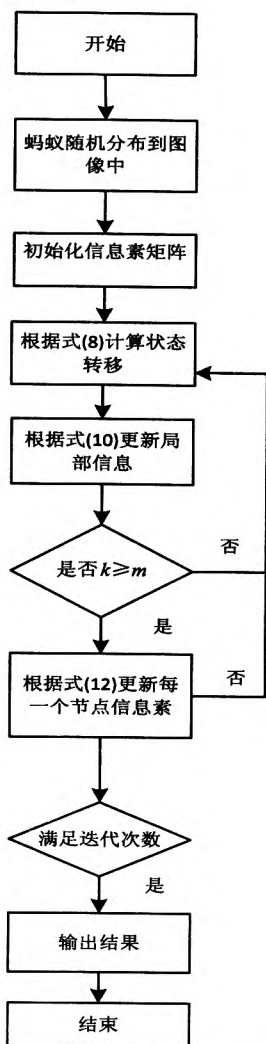 开始
蚂蚁随机分布到图
像中
初始化信息素矩阵
根据式(8)计算状态
转移
根据式(10)更新局
部信息
是否k≥m
否
是
根据式(12)更新每
一个节点信息素
否
满足迭代次数
是
输出结果
结束